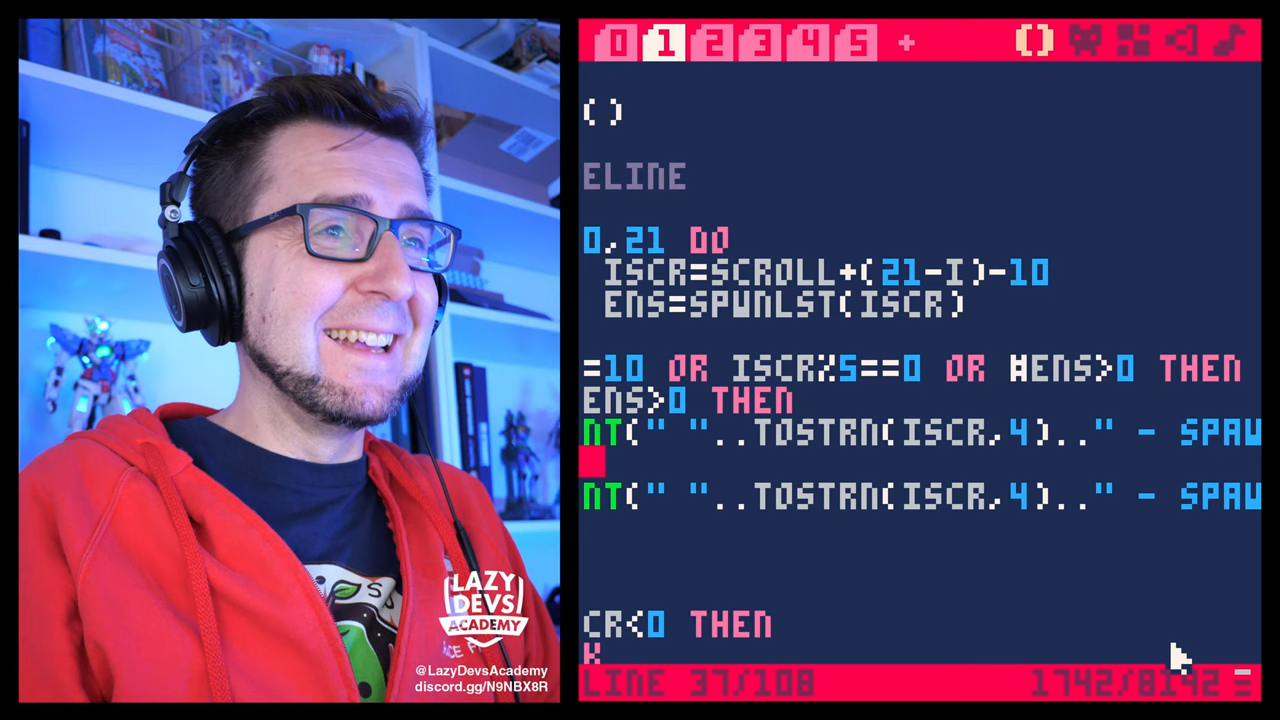 LAZY
DEVS
ACADEMY
@LazyDevsAcademy
discord.gg/N9NBX8R
0 1 2 3 4 5 +
()
ELINE
0,21 DO
ISCR=SCROLL+(21-I)-10
ENS=SPWNLST(ISCR)
=10 OR ISCR%5==0 OR #ENS>0 THEN
ENS>0 THEN
NT(" "..TOSTRN(ISCR,4).." - SPAW
NT(" "..TOSTRN(ISCR,4).." - SPAW
CR<0 THEN
K
LINE 37/108
1742/8192